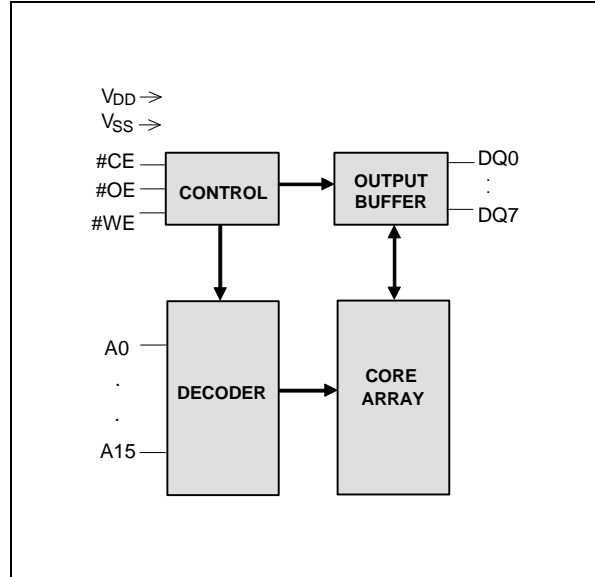 VDD
VSS
#CE
#OE
#WE
CONTROL
OUTPUT
BUFFER
DQ0
.
.
DQ7
A0
.
.
A15
DECODER
CORE
ARRAY